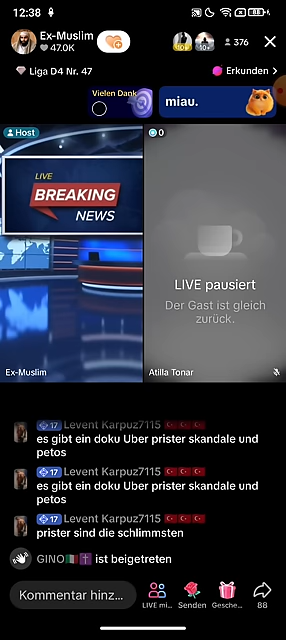 12:38
Ex-Muslim
47.0K
10+
376
Liga D4 Nr. 47
Erkunden
Vielen Dank
miau.
Host
0
LIVE
BREAKING
NEWS
LIVE pausiert
Der Gast ist gleich
zurück.
Ex-Muslim
Atilla Tonar
17 Levent Karpuz7115
es gibt ein doku Über prister skandale und
petos
17 Levent Karpuz7115
es gibt ein doku Über prister skandale und
petos
17 Levent Karpuz7115
prister sind die schlimmsten
GINO ist beigetreten
Kommentar hinz...
LIVE mi...
Senden
Gesche...
88